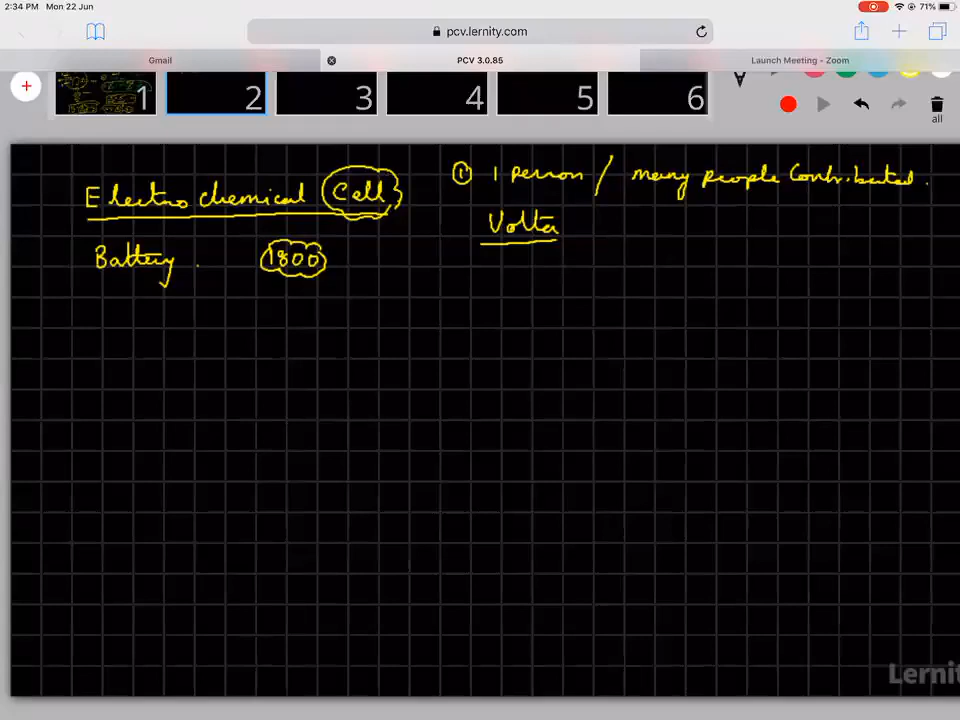 2:34 PM Mon 22 Jun
71%
pcv.lernity.com
Gmail
PCV 3.0.85
Launch Meeting - Zoom
1 2 3 4 5 6
all
Electro chemical Cell
Battery . 1800
① 1 person / many people Contributed .
Volta
Lernit